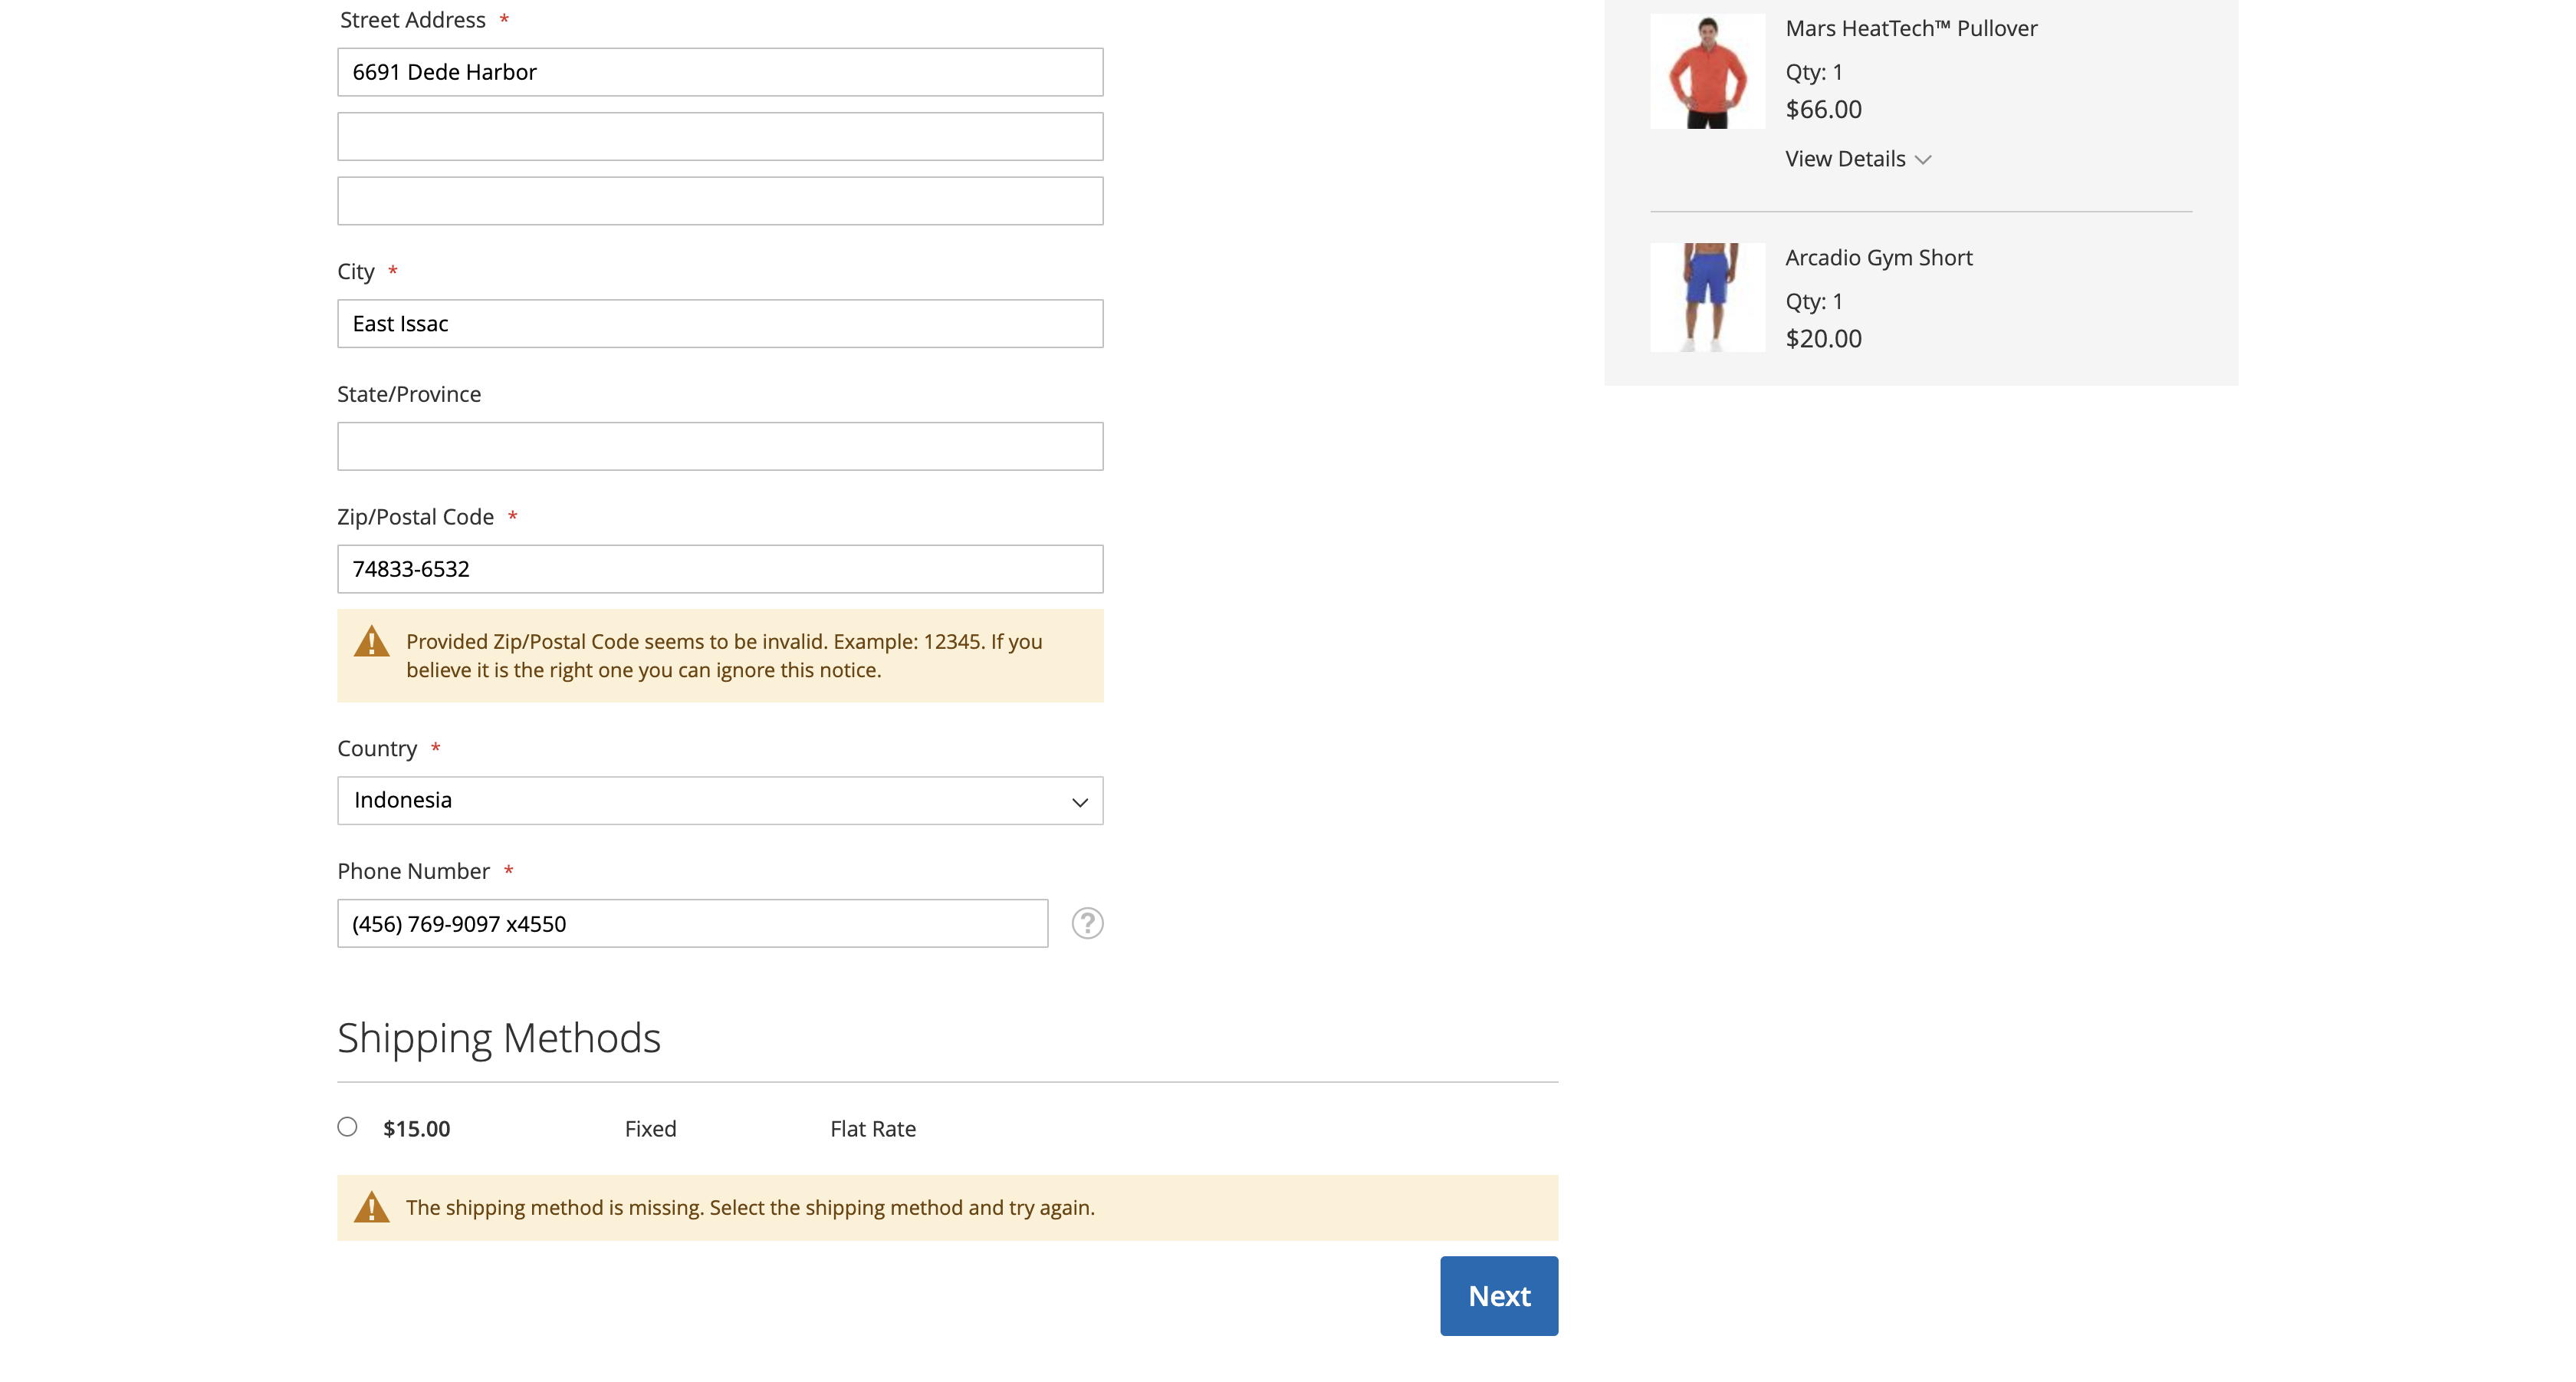 Street Address *
6691 Dede Harbor
City *
East Issac
State/Province
Zip/Postal Code *
74833-6532
Provided Zip/Postal Code seems to be invalid. Example: 12345. If you
believe it is the right one you can ignore this notice.
Country *
Indonesia
Phone Number *
(456) 769-9097 x4550
?
Shipping Methods
$15.00 Fixed Flat Rate
The shipping method is missing. Select the shipping method and try again.
Next
Mars HeatTech™ Pullover
Qty: 1
$66.00
View Details
Arcadio Gym Short
Qty: 1
$20.00